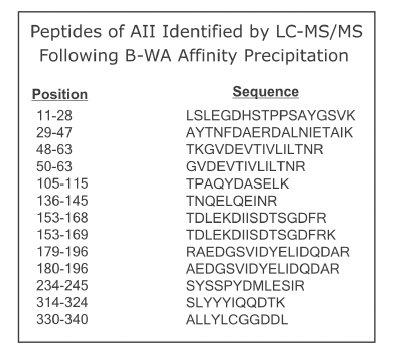 Peptides of AII Identified by LC-MS/MS
Following B-WA Affinity Precipitation
Position Sequence
11-28 LSLEGDHSTPPSAYGSVK
29-47 AYTNFDAERDALNIETAIK
48-63 TKGVDEVTIVLILTNR
50-63 GVDEVTIVLILTNR
105-115 TPAQYDASELK
136-145 TNQELQEINR
153-168 TDLEKDIISDTSGDFR
153-169 TDLEKDIISDTSGDFRK
179-196 RAEDGSVIDYELIDQDAR
180-196 AEDGSVIDYELIDQDAR
234-245 SYSSPYDMLESIR
314-324 SLYYYIQQDTK
330-340 ALLYLCGGDDL